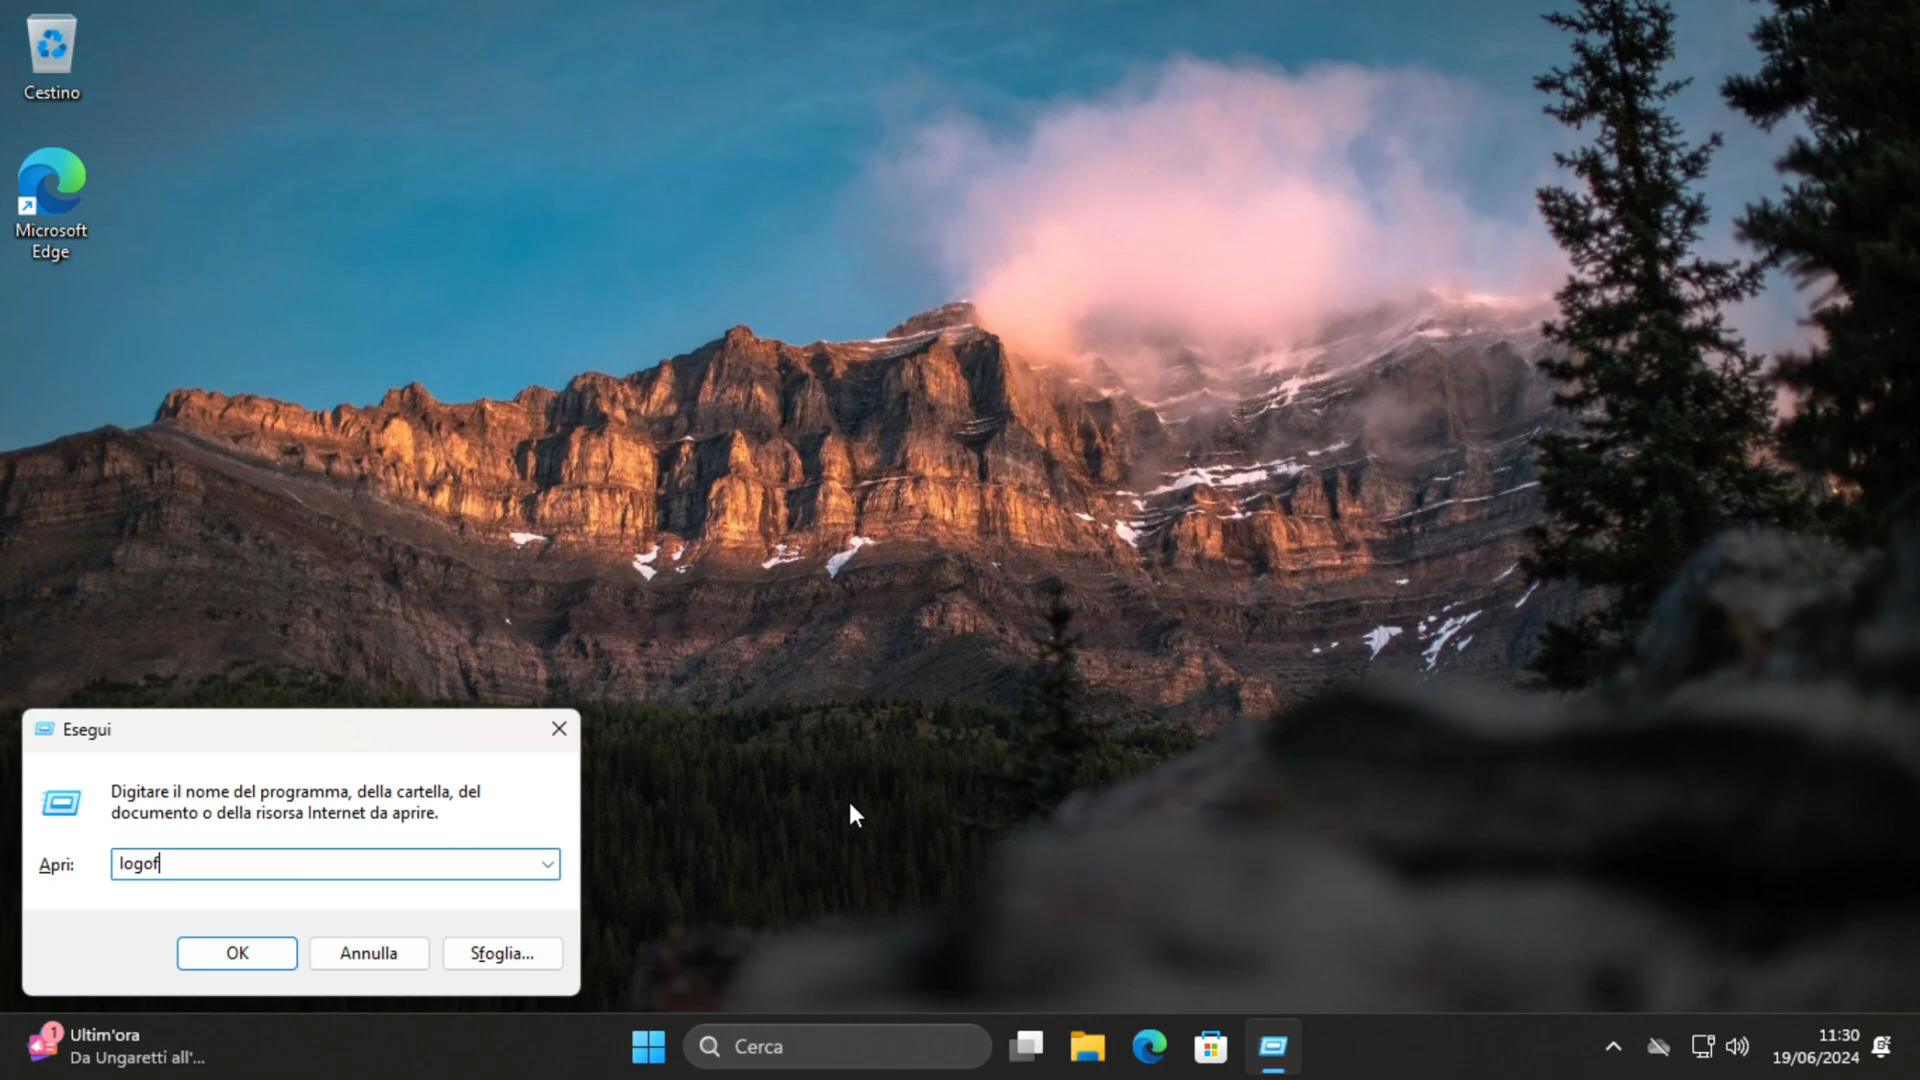 Cestino
Microsoft
Edge
Esegui
Digitare il nome del programma, della cartella, del
documento o della risorsa Internet da aprire.
Apri:
logof
OK
Annulla
Sfoglia...
1
Ultim'ora
Da Ungaretti all'...
Cerca
11:30
19/06/2024